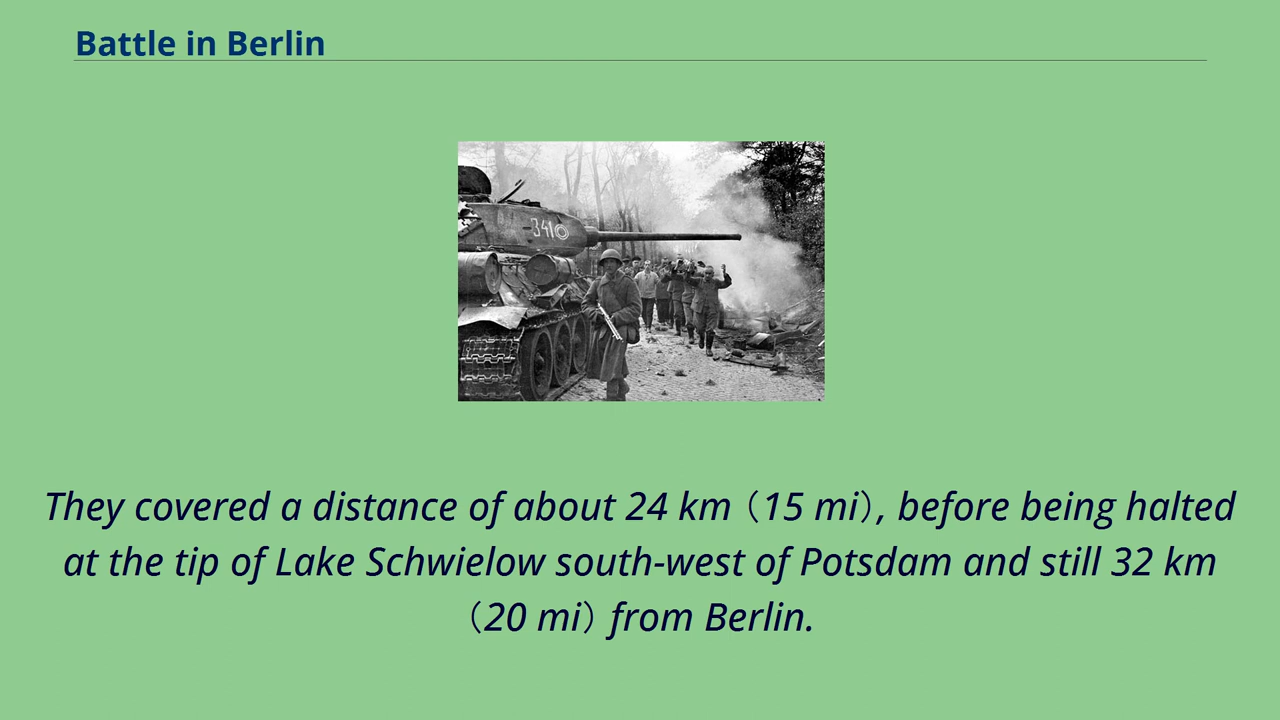 Battle in Berlin
341
They covered a distance of about 24 km（15 mi）, before being halted
at the tip of Lake Schwielow south-west of Potsdam and still 32 km
（20 mi）from Berlin.